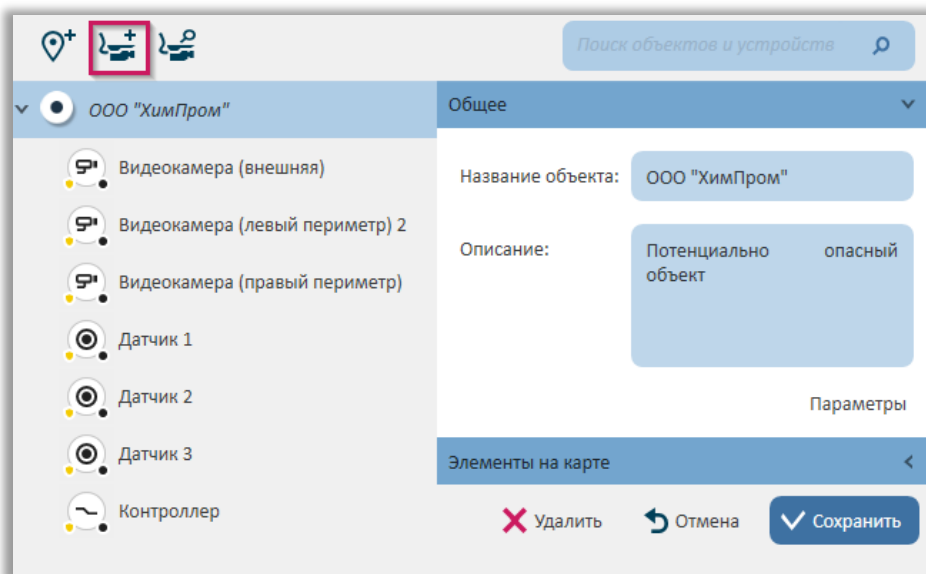 Поиск объектов и устройств
ООО "ХимПром"
Видеокамера (внешняя)
Видеокамера (левый периметр) 2
Видеокамера (правый периметр)
Датчик 1
Датчик 2
Датчик 3
Контроллер
Общее
Название объекта: ООО "ХимПром"
Описание: Потенциально опасный
объект
Параметры
Элементы на карте
Удалить Отмена Сохранить